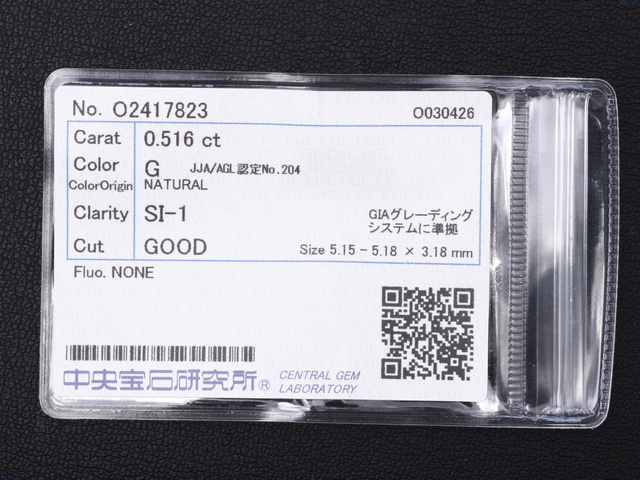 No. O2417823 O030426
Carat 0.516 ct
Color G JJA/AGL認定No.204
ColorOrigin NATURAL
Clarity SI-1 GIAグレーディング
システムに準拠
Cut GOOD Size 5.15 – 5.18 × 3.18 mm
Fluo. NONE
中央宝石研究所® CENTRAL GEM
LABORATORY